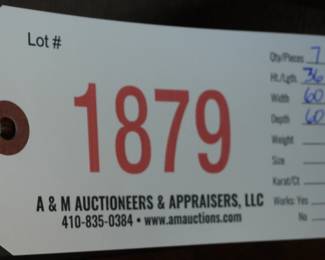 Lot #
1879
A & M AUCTIONEERS & APPRAISERS, LLC
410-835-0384 • www.amauctions.com
Qty/Pieces 7
Ht./Lgth 36
Width 60
Depth 60
Weight
Size
Karat/Ct
Works: Yes
No